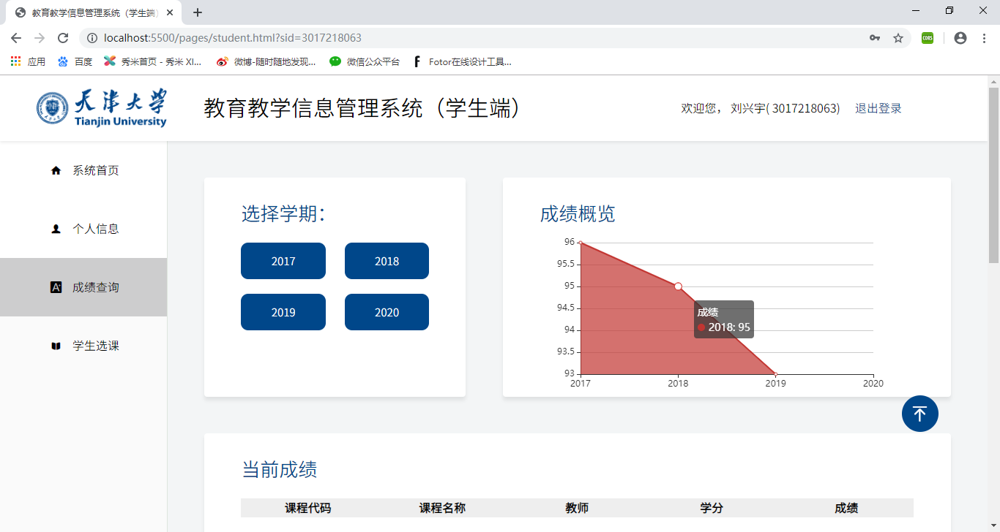 教育教学信息管理系统（学生端）
localhost:5500/pages/student.html?sid=3017218063
CORS
应用 百度 秀米首页 - 秀米 XI... 微博-随时随地发现... 微信公众平台 Fotor在线设计工具...
天津大学
Tianjin University
教育教学信息管理系统（学生端）
欢迎您， 刘兴宇( 3017218063) 退出登录
系统首页
个人信息
成绩查询
学生选课
选择学期：
2017 2018
2019 2020
成绩概览
96
95.5
95
94.5
94
93.5
93
2017 2018 2019 2020
成绩
2018: 95
当前成绩
课程代码 课程名称 教师 学分 成绩